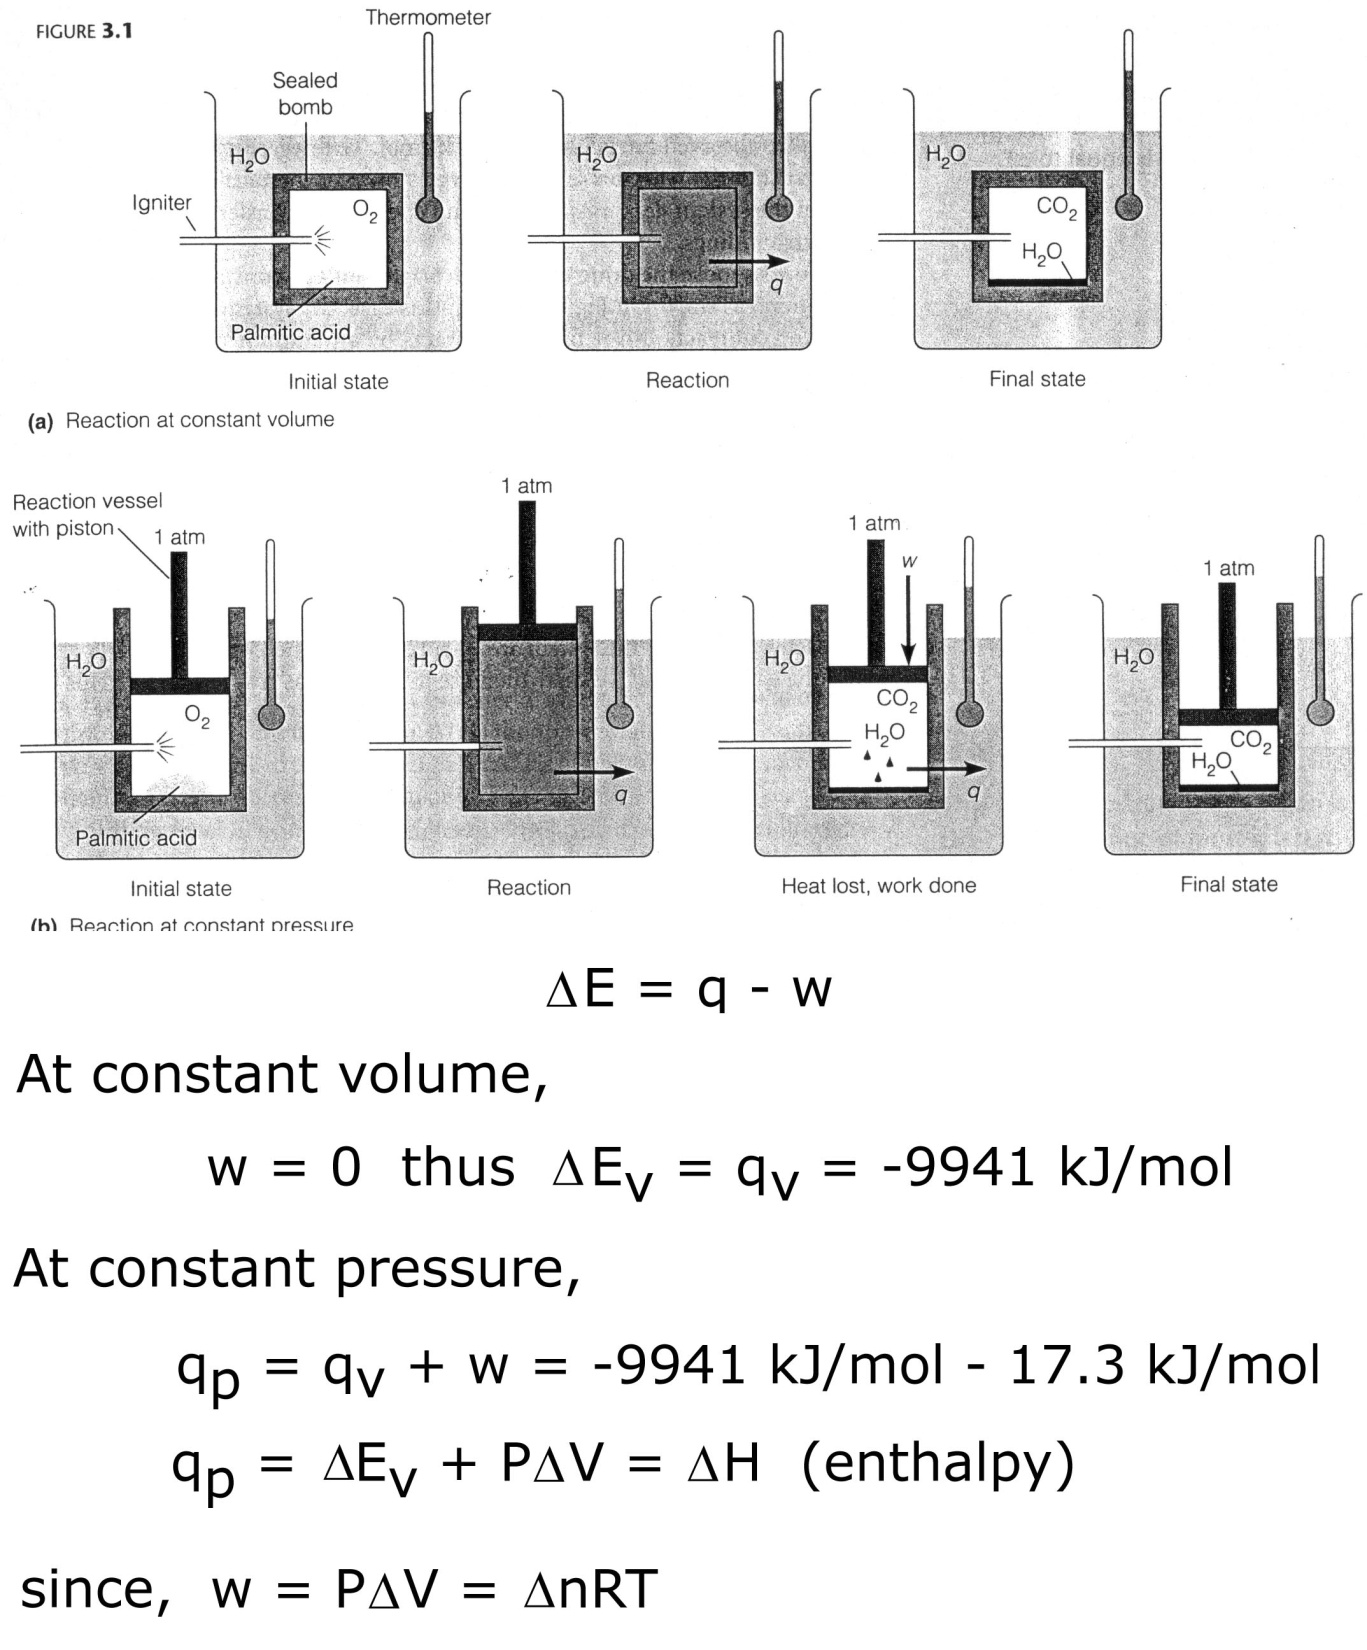 FIGURE 3.1
Thermometer
Sealed
bomb
H₂O
O₂
Igniter
Palmitic acid
Initial state
H₂O
q
Reaction
H₂O
CO₂
H₂O
Final state
(a) Reaction at constant volume
Reaction vessel
with piston
1 atm
H₂O
O₂
Palmitic acid
Initial state
1 atm
H₂O
q
Reaction
1 atm
w
H₂O
CO₂
H₂O
q
Heat lost, work done
1 atm
H₂O
CO₂
H₂O
Final state
(b) Reaction at constant pressure
ΔE = q - w
At constant volume,
w = 0 thus ΔEᵥ = qᵥ = -9941 kJ/mol
At constant pressure,
qₚ = qᵥ + w = -9941 kJ/mol - 17.3 kJ/mol
qₚ = ΔEᵥ + PΔV = ΔH (enthalpy)
since, w = PΔV = ΔnRT